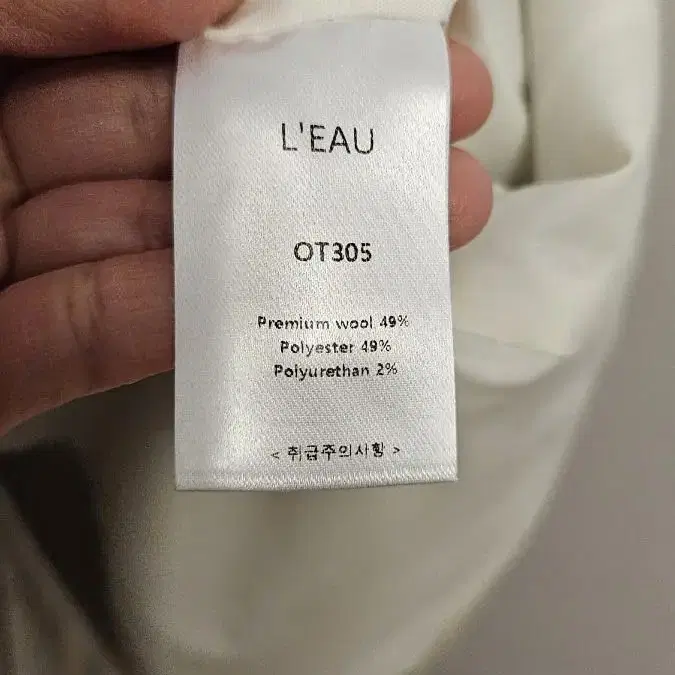 L'EAU
OT305
Premium wool 49%
Polyester 49%
Polyurethan 2%
< 취급주의사항 >